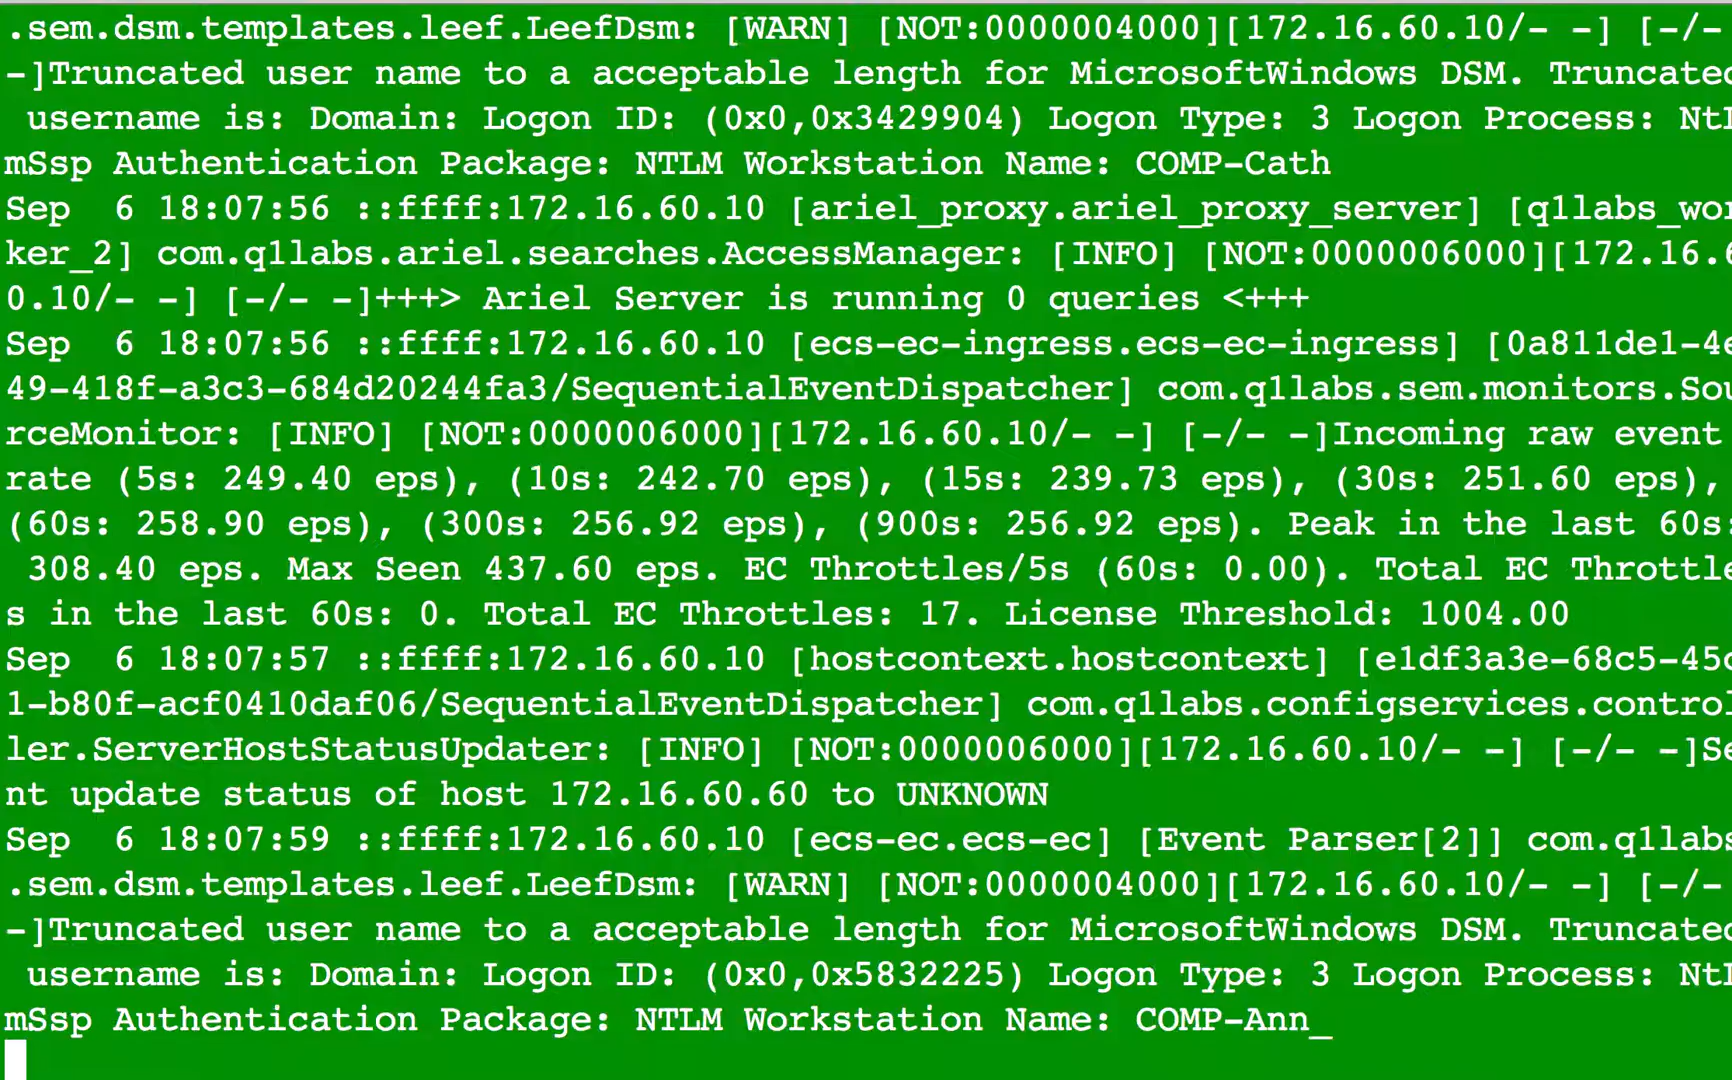 .sem.dsm.templates.leef.LeefDsm: [WARN] [NOT:0000004000][172.16.60.10/- -] [-/-
-]Truncated user name to a acceptable length for MicrosoftWindows DSM. Truncated
username is: Domain: Logon ID: (0x0,0x3429904) Logon Type: 3 Logon Process: Ntl
mSsp Authentication Package: NTLM Workstation Name: COMP-Cath
Sep  6 18:07:56 ::ffff:172.16.60.10 [ariel_proxy.ariel_proxy_server] [q1labs_wor
ker_2] com.q1labs.ariel.searches.AccessManager: [INFO] [NOT:0000006000][172.16.6
0.10/- -] [-/- -]+++> Ariel Server is running 0 queries <+++
Sep  6 18:07:56 ::ffff:172.16.60.10 [ecs-ec-ingress.ecs-ec-ingress] [0a811de1-4e
49-418f-a3c3-684d20244fa3/SequentialEventDispatcher] com.q1labs.sem.monitors.Sou
rceMonitor: [INFO] [NOT:0000006000][172.16.60.10/- -] [-/- -]Incoming raw event
rate (5s: 249.40 eps), (10s: 242.70 eps), (15s: 239.73 eps), (30s: 251.60 eps),
(60s: 258.90 eps), (300s: 256.92 eps), (900s: 256.92 eps). Peak in the last 60s:
308.40 eps. Max Seen 437.60 eps. EC Throttles/5s (60s: 0.00). Total EC Throttle
s in the last 60s: 0. Total EC Throttles: 17. License Threshold: 1004.00
Sep  6 18:07:57 ::ffff:172.16.60.10 [hostcontext.hostcontext] [e1df3a3e-68c5-45c
1-b80f-acf0410daf06/SequentialEventDispatcher] com.q1labs.configservices.control
ler.ServerHostStatusUpdater: [INFO] [NOT:0000006000][172.16.60.10/- -] [-/- -]Se
nt update status of host 172.16.60.60 to UNKNOWN
Sep  6 18:07:59 ::ffff:172.16.60.10 [ecs-ec.ecs-ec] [Event Parser[2]] com.q1labs
.sem.dsm.templates.leef.LeefDsm: [WARN] [NOT:0000004000][172.16.60.10/- -] [-/-
-]Truncated user name to a acceptable length for MicrosoftWindows DSM. Truncated
username is: Domain: Logon ID: (0x0,0x5832225) Logon Type: 3 Logon Process: Ntl
mSsp Authentication Package: NTLM Workstation Name: COMP-Ann_